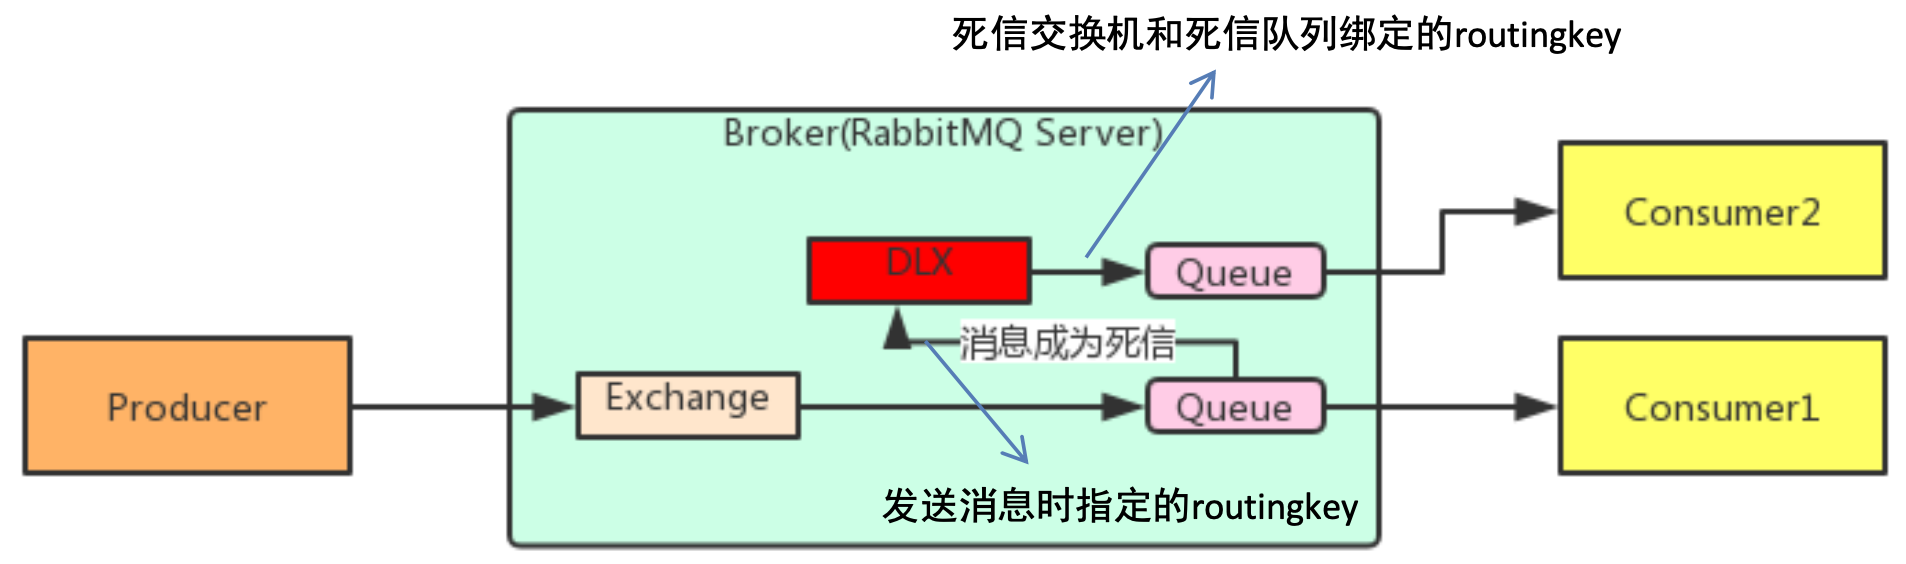 死信交换机和死信队列绑定的routingkey
Broker(RabbitMQ Server)
Consumer2
DLX
Queue
消息成为死信
Producer
Exchange
Queue
Consumer1
发送消息时指定的routingkey